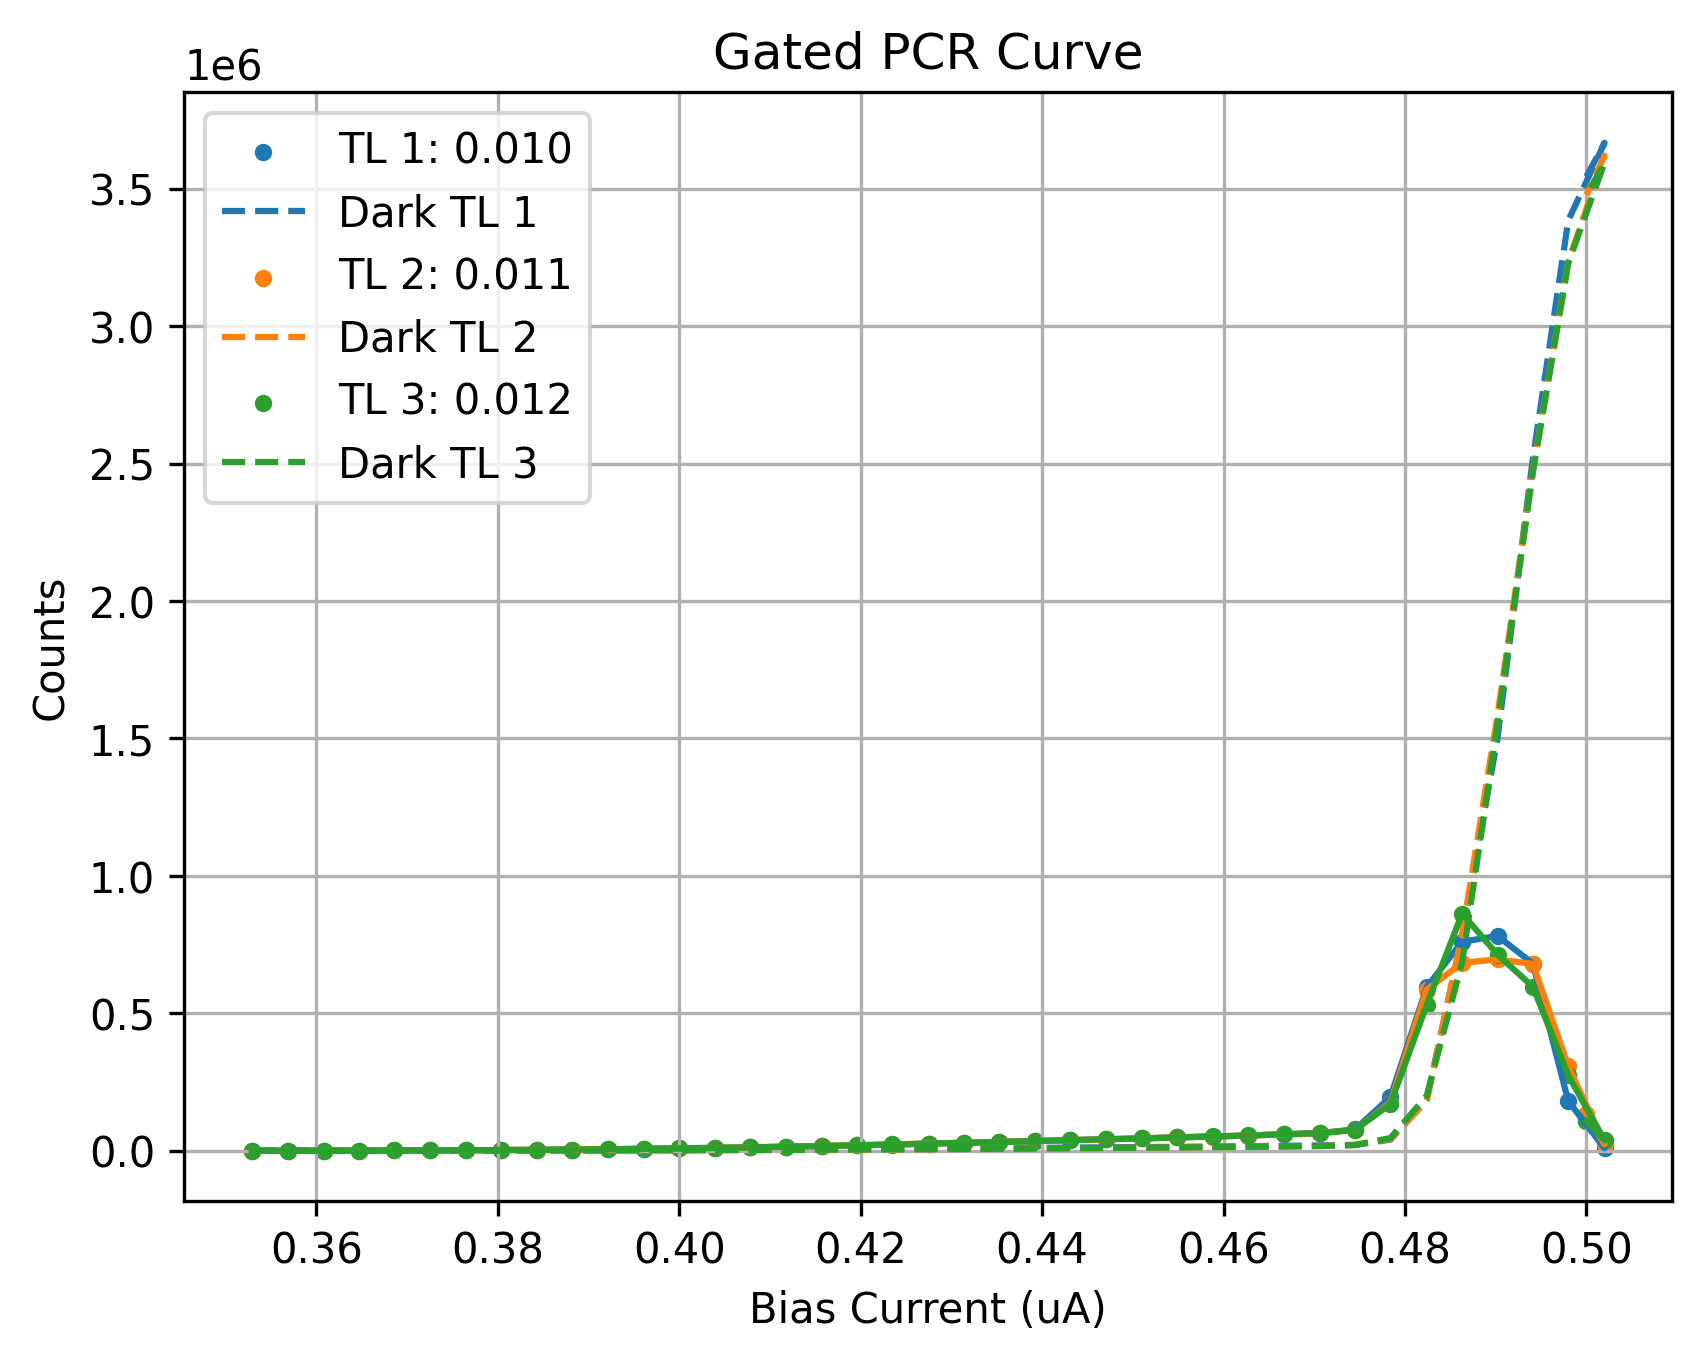 Gated PCR Curve
1e6
TL 1: 0.010
Dark TL 1
TL 2: 0.011
Dark TL 2
TL 3: 0.012
Dark TL 3
3.5
3.0
2.5
2.0
1.5
1.0
0.5
0.0
Counts
0.36 0.38 0.40 0.42 0.44 0.46 0.48 0.50
Bias Current (uA)